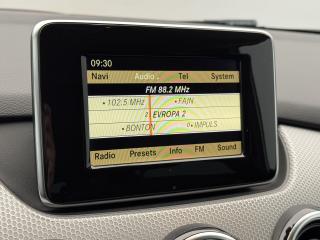 09:30
Navi Audio Tel System
FM 88.2 MHz
• 102.5 MHz • FAJN
2 EVROPA 2
• BONTON • IMPULS
Radio Presets Info FM Sound